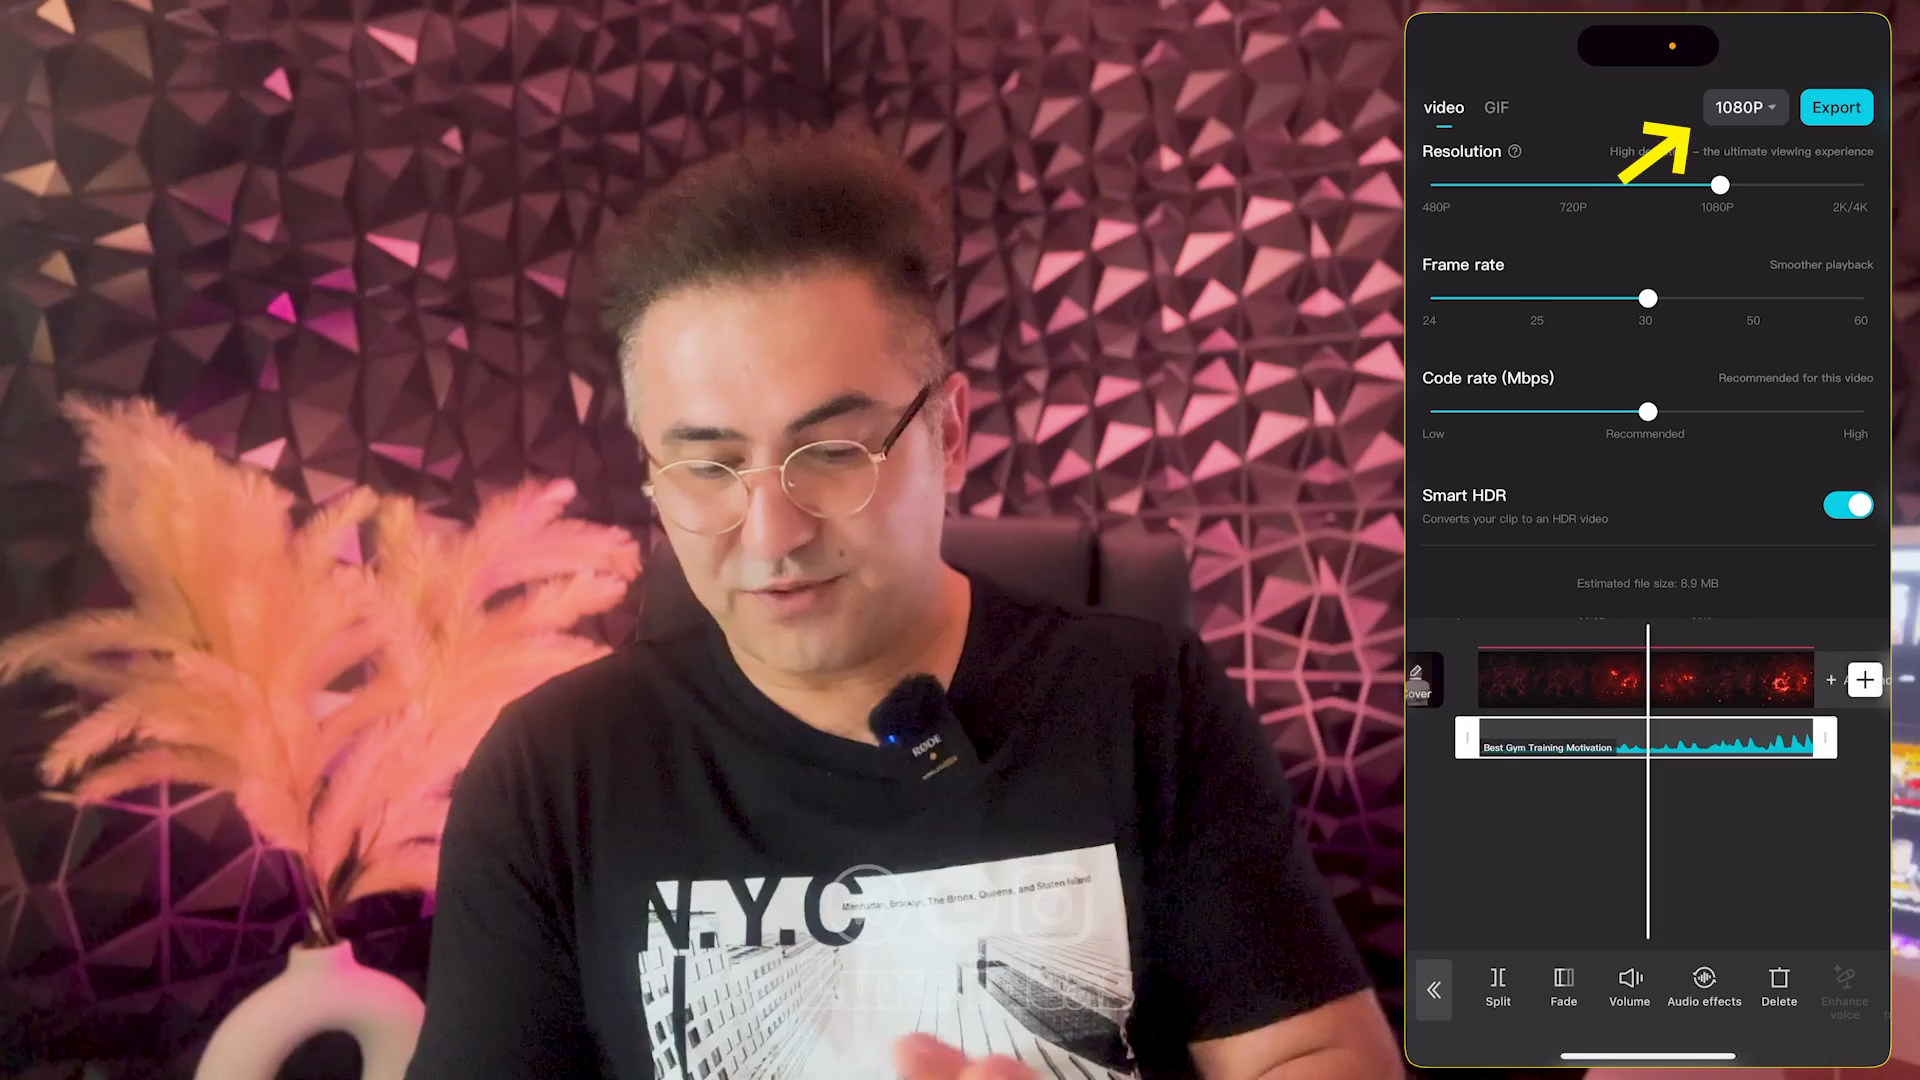 video GIF 1080P Export
Resolution High de – the ultimate viewing experience
480P 720P 1080P 2K/4K
Frame rate Smoother playback
24 25 30 50 60
Code rate (Mbps) Recommended for this video
Low Recommended High
Smart HDR
Converts your clip to an HDR video
Estimated file size: 8.9 MB
Best Gym Training Motivation
Split Fade Volume Audio effects Delete Enhance voice
RØDE
N.Y.C
Manhattan, Brooklyn, The Bronx, Queens, and Staten Island